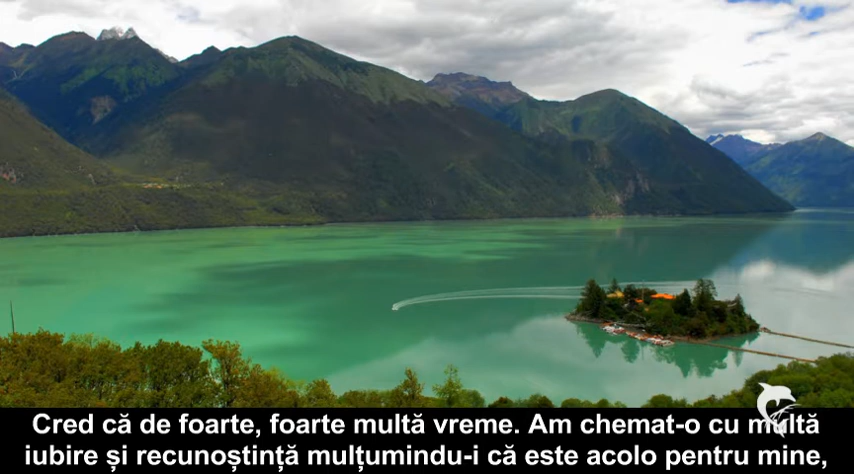 Cred că de foarte, foarte multă vreme. Am chemat-o cu multă
iubire și recunoștință mulțumindu-i că este acolo pentru mine,